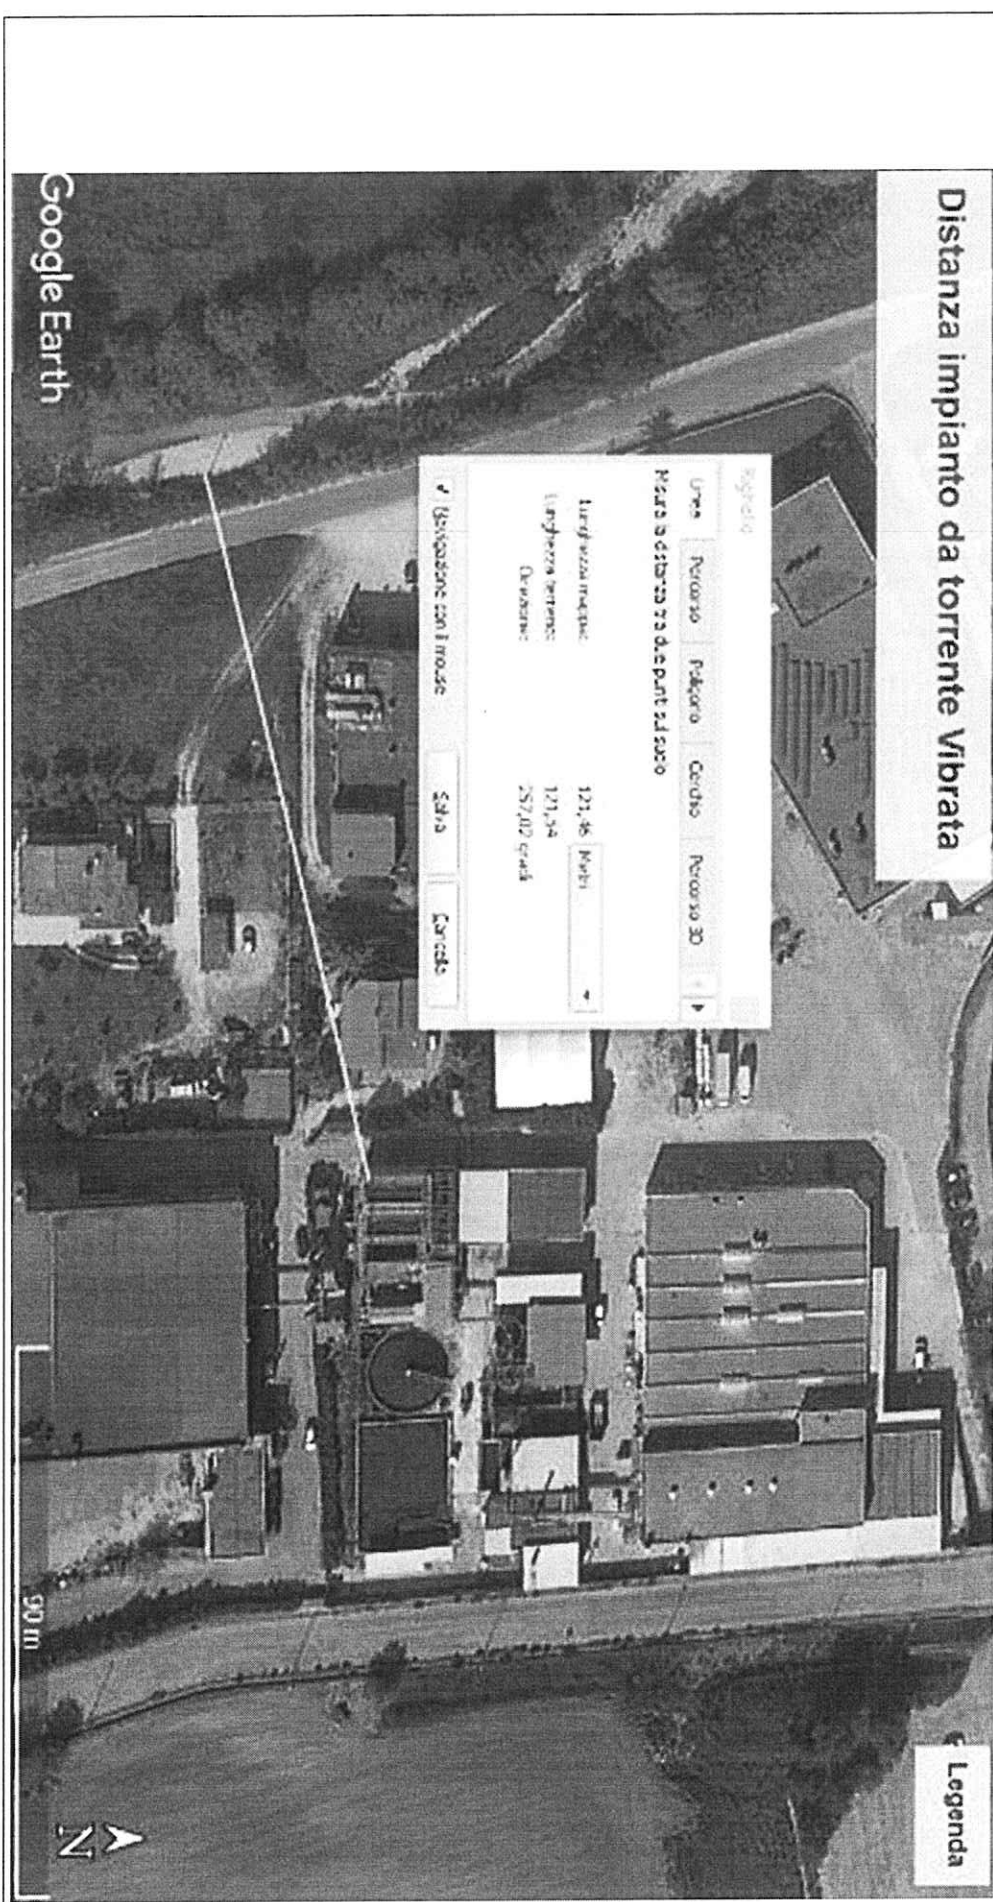 Distanza impianto da torrente Vibrata
Legenda
Righello
Linea Percorso Poligono Cerchio Percorso 3D
Misura la distanza tra due punti sul suolo
Lunghezza mappa: 121,46 Metri
Lunghezza terreno: 121,54
Direzione: 257,02 gradi
Navigazione con il mouse Salva Cancella
Google Earth
90 m
N